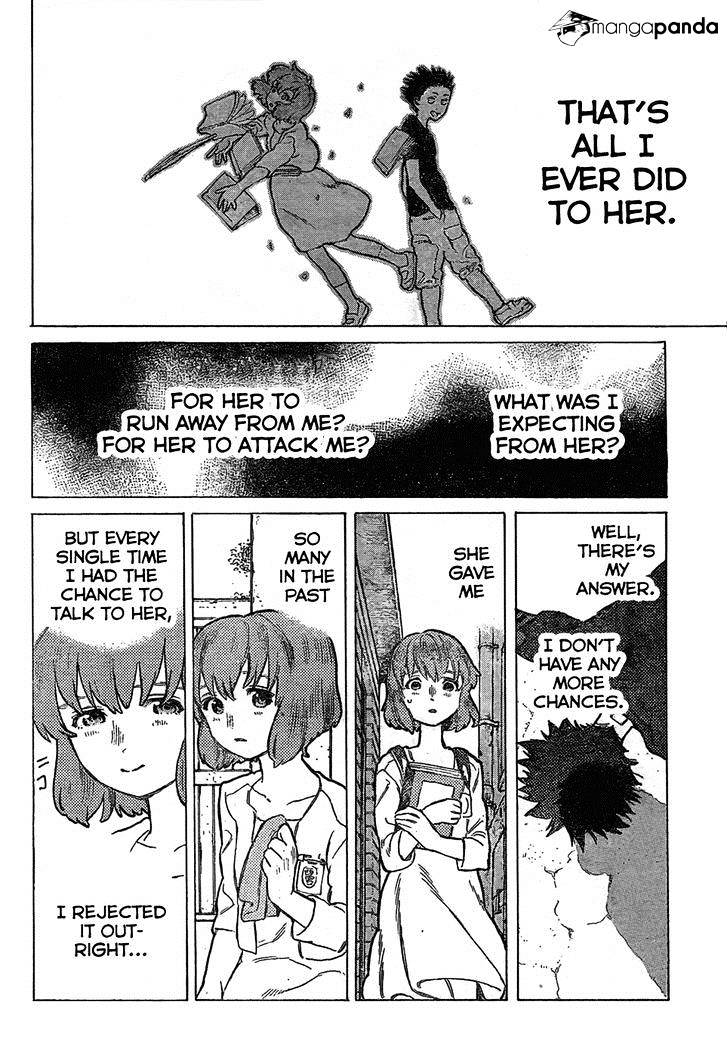 mangapanda
THAT'S
ALL I
EVER DID
TO HER.
WHAT WAS I
EXPECTING
FROM HER?
FOR HER TO
RUN AWAY FROM ME?
FOR HER TO ATTACK ME?
WELL,
THERE'S
MY
ANSWER.
I DON'T
HAVE ANY
MORE
CHANCES.
SHE
GAVE
ME
SO
MANY
IN THE
PAST
BUT EVERY
SINGLE TIME
I HAD THE
CHANCE TO
TALK TO HER,
I REJECTED
IT OUT-
RIGHT...